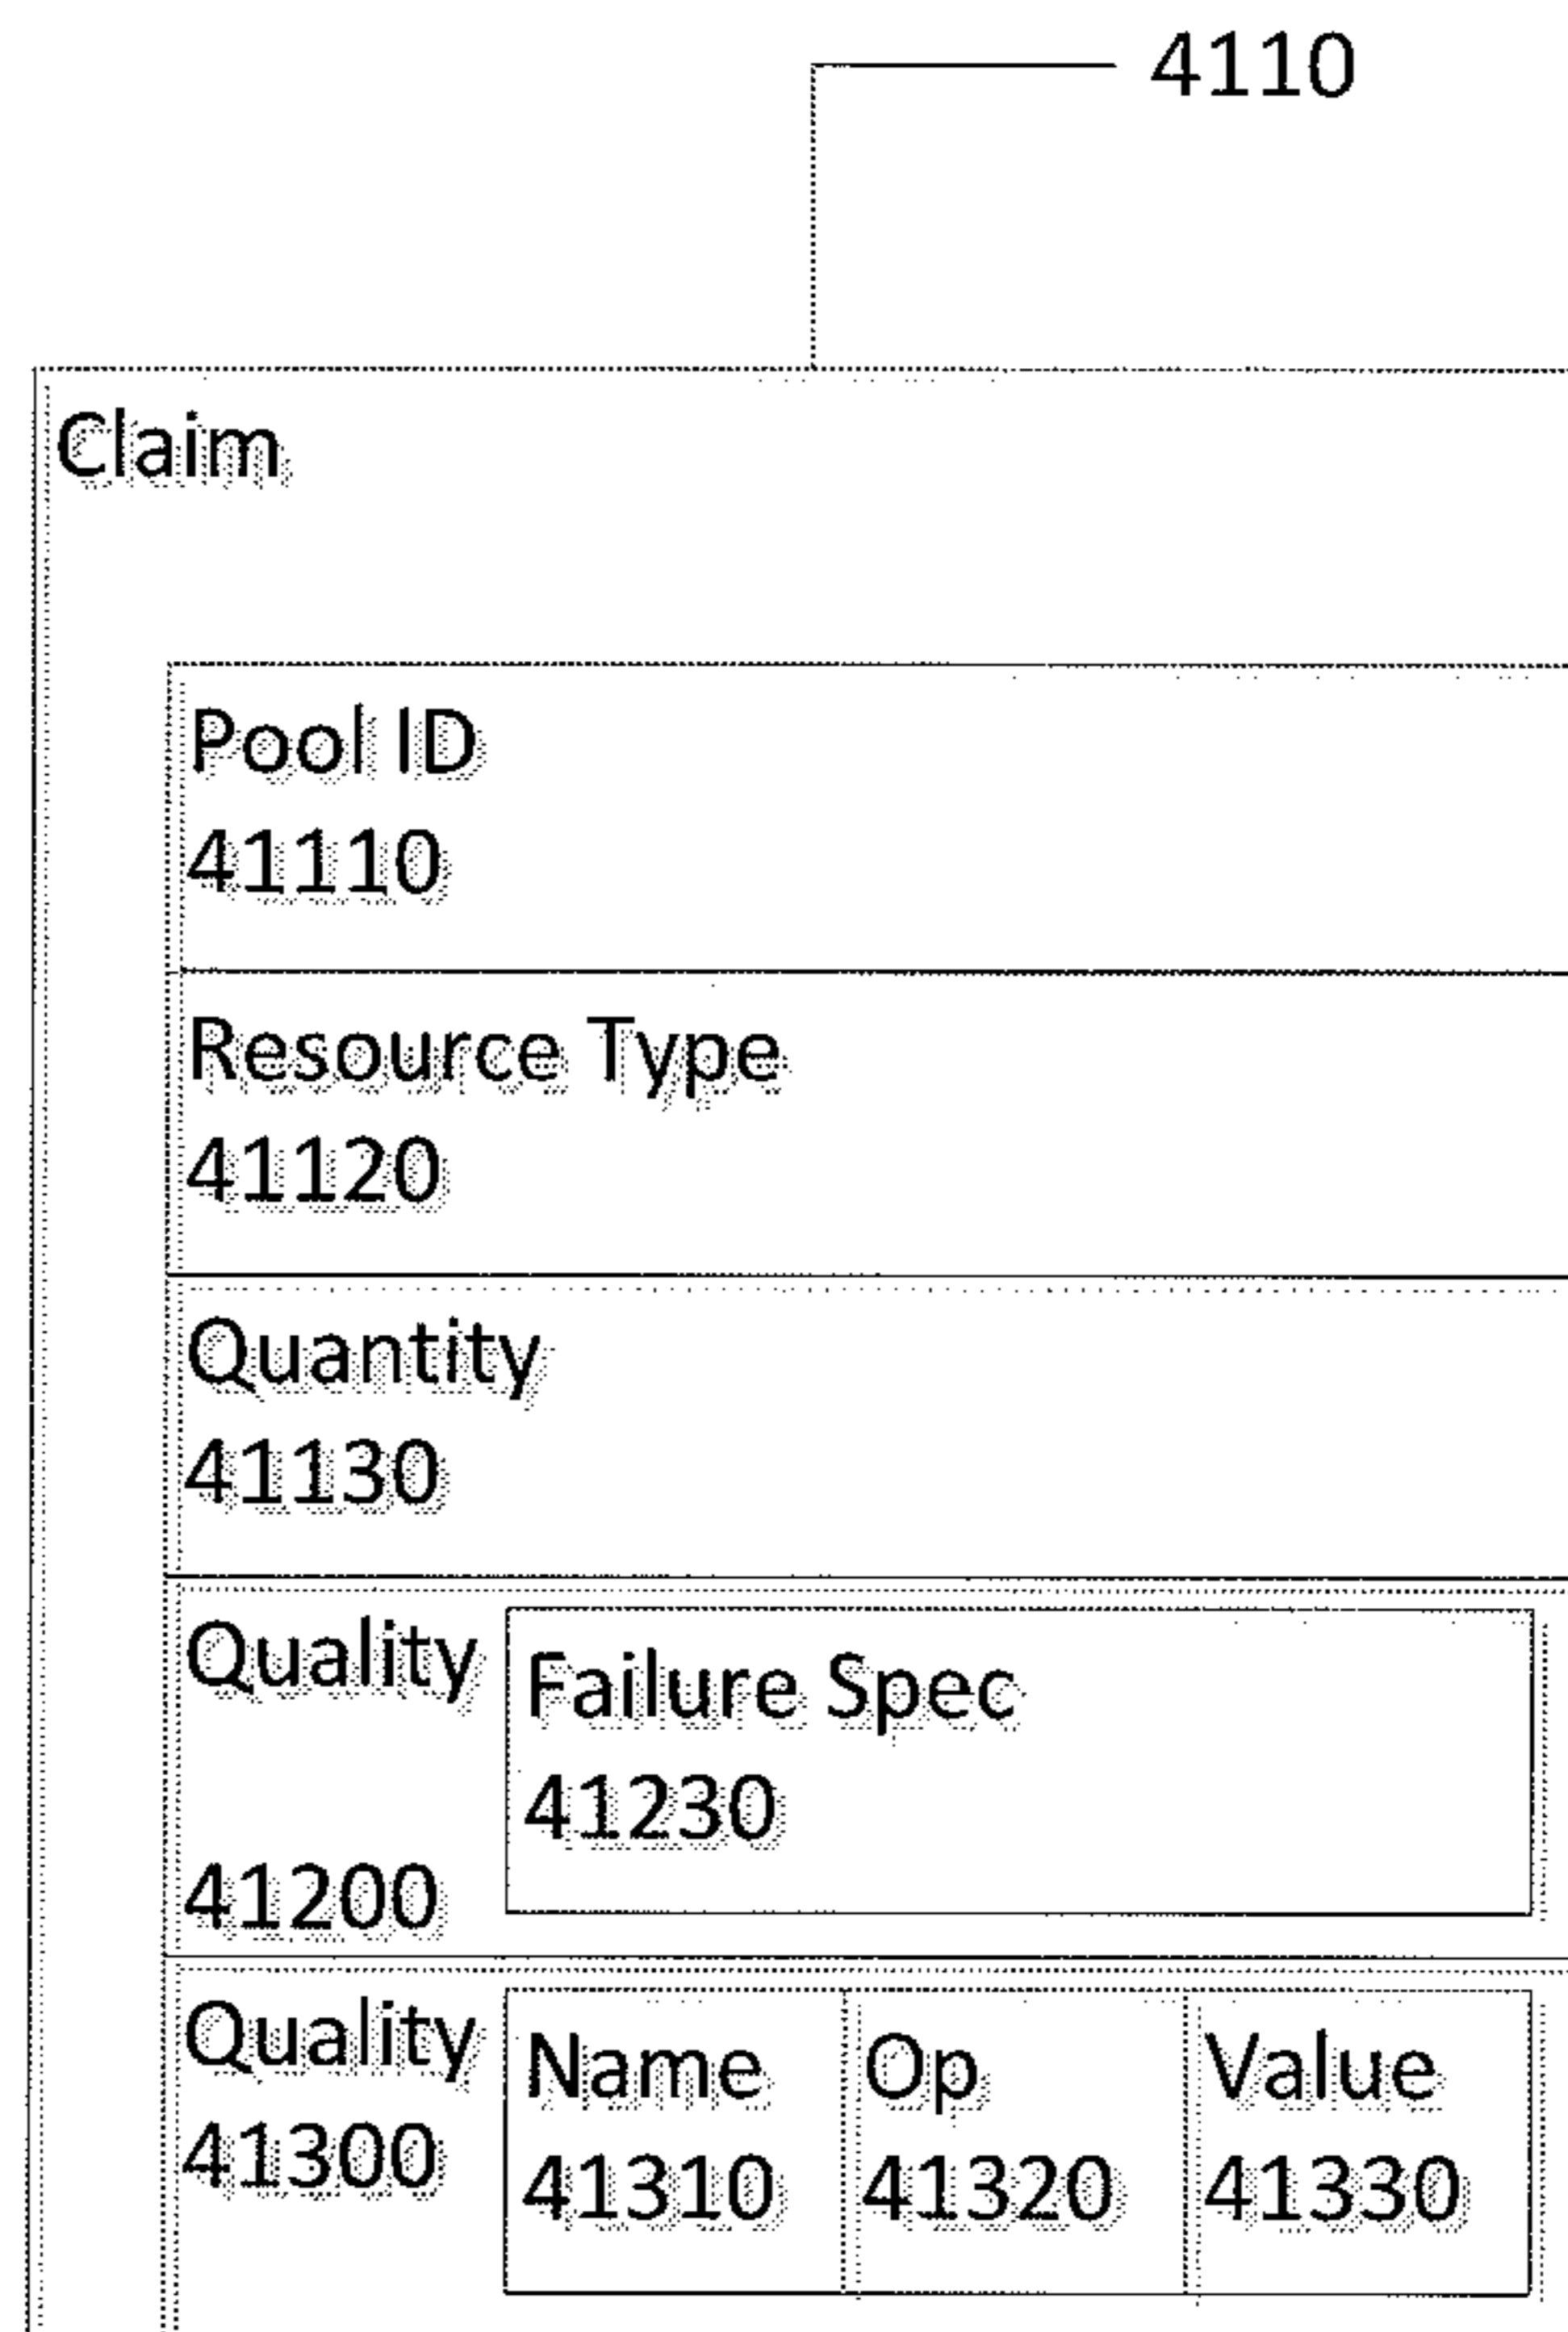 4110
Claim
Pool ID
41110
Resource Type
41120
Quantity
41130
Quality
Failure Spec
41230
41200
Quality
41300
Name
41310
Op
41320
Value
41330